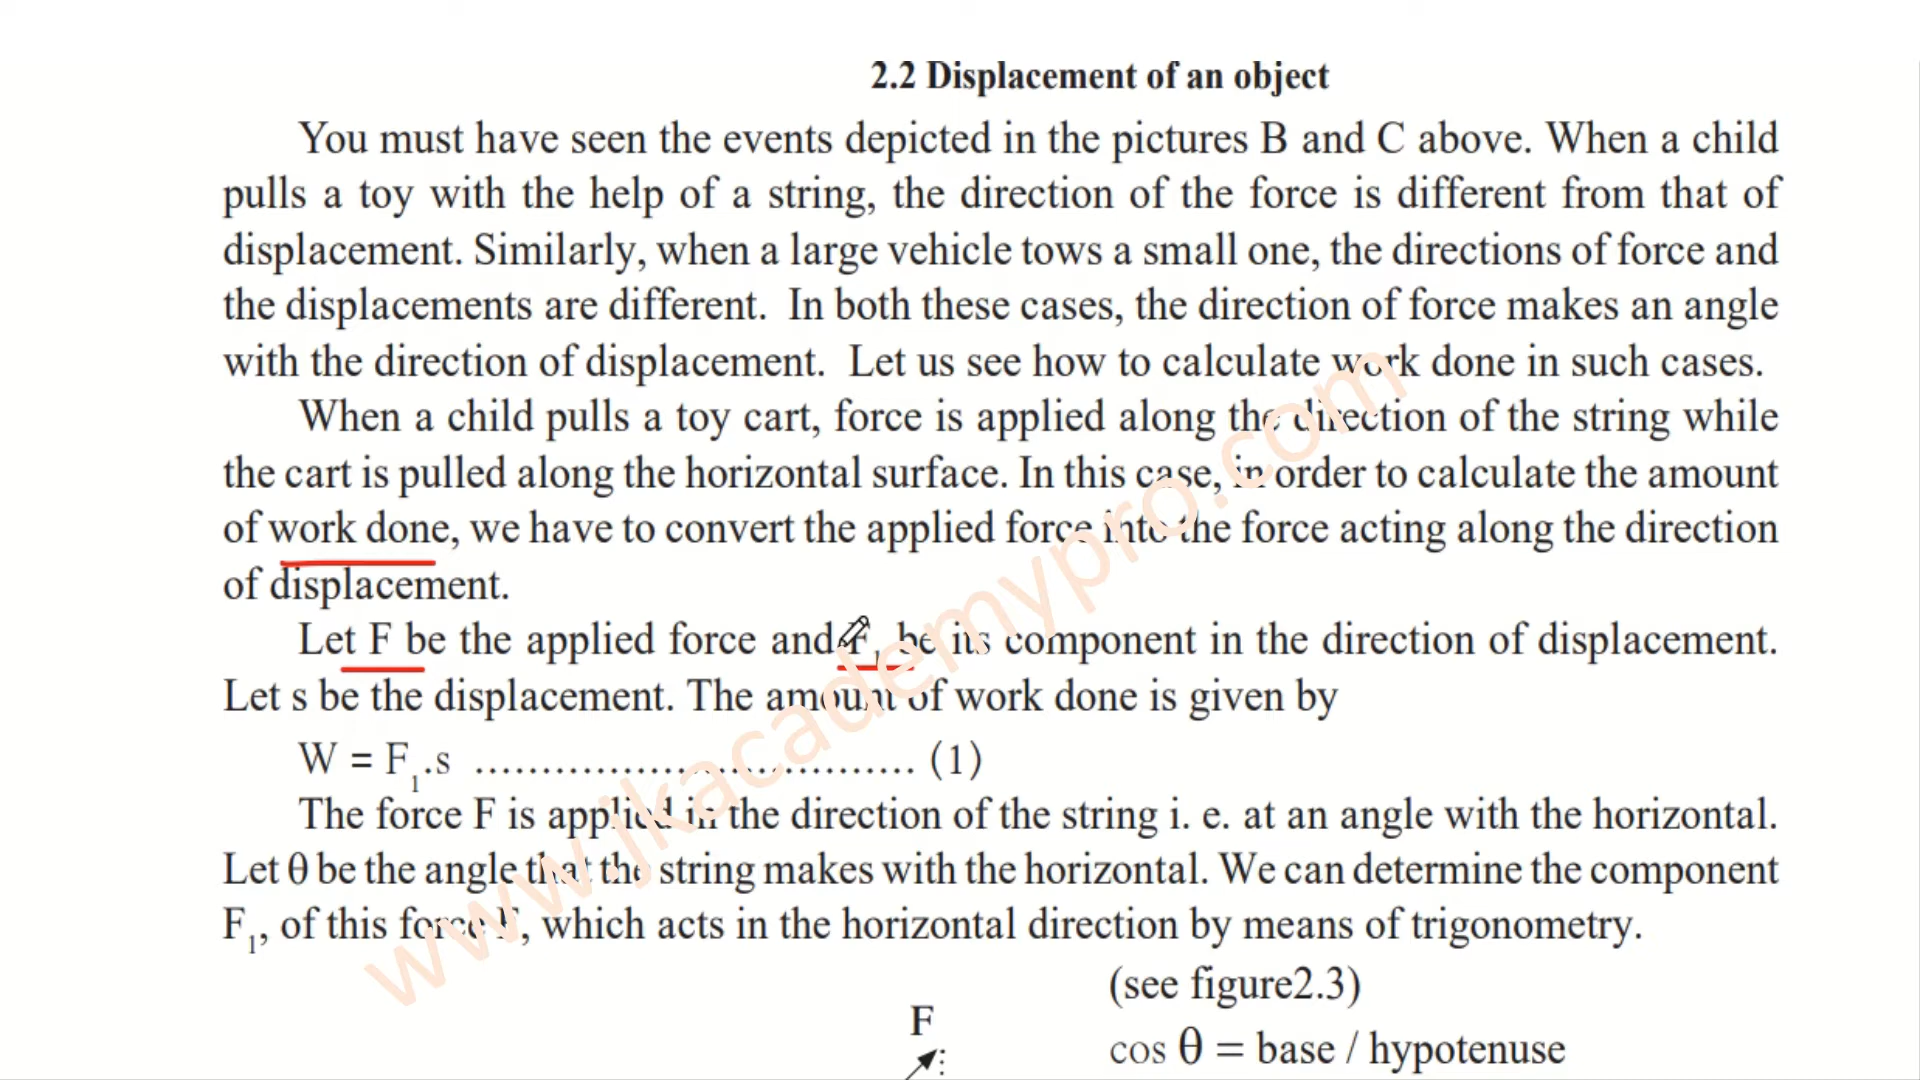 2.2 Displacement of an object
You must have seen the events depicted in the pictures B and C above. When a child
pulls a toy with the help of a string, the direction of the force is different from that of
displacement. Similarly, when a large vehicle tows a small one, the directions of force and
the displacements are different. In both these cases, the direction of force makes an angle
with the direction of displacement. Let us see how to calculate work done in such cases.
When a child pulls a toy cart, force is applied along the direction of the string while
the cart is pulled along the horizontal surface. In this case, in order to calculate the amount
of work done, we have to convert the applied force into the force acting along the direction
of displacement.
Let F be the applied force and F₁ be its component in the direction of displacement.
Let s be the displacement. The amount of work done is given by
W = F₁.s ................................. (1)
The force F is applied in the direction of the string i. e. at an angle with the horizontal.
Let θ be the angle that the string makes with the horizontal. We can determine the component
F₁, of this force F, which acts in the horizontal direction by means of trigonometry.
(see figure2.3)
F
cos θ = base / hypotenuse
www.jkacademypro.com